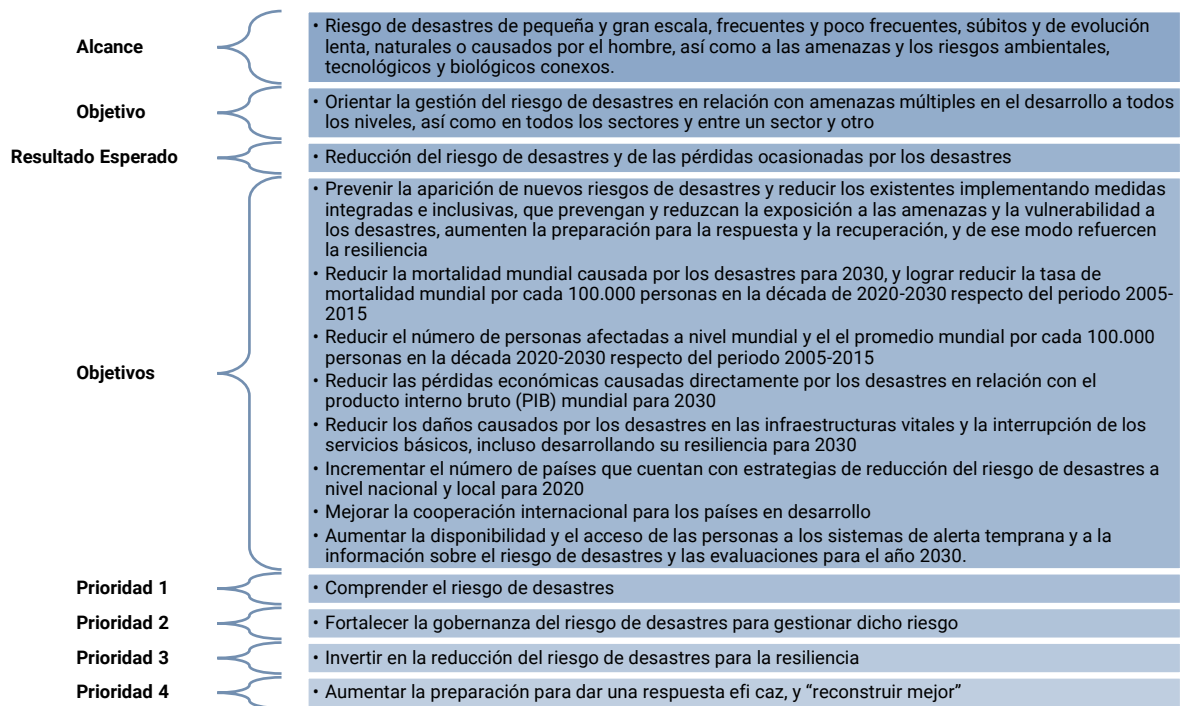 Alcance
• Riesgo de desastres de pequeña y gran escala, frecuentes y poco frecuentes, súbitos y de evolución
lenta, naturales o causados por el hombre, así como a las amenazas y los riesgos ambientales,
tecnológicos y biológicos conexos.
Objetivo
• Orientar la gestión del riesgo de desastres en relación con amenazas múltiples en el desarrollo a todos
los niveles, así como en todos los sectores y entre un sector y otro
Resultado Esperado
• Reducción del riesgo de desastres y de las pérdidas ocasionadas por los desastres
Objetivos
• Prevenir la aparición de nuevos riesgos de desastres y reducir los existentes implementando medidas
integradas e inclusivas, que prevengan y reduzcan la exposición a las amenazas y la vulnerabilidad a
los desastres, aumenten la preparación para la respuesta y la recuperación, y de ese modo refuercen
la resiliencia
• Reducir la mortalidad mundial causada por los desastres para 2030, y lograr reducir la tasa de
mortalidad mundial por cada 100.000 personas en la década de 2020-2030 respecto del periodo 2005-
2015
• Reducir el número de personas afectadas a nivel mundial y el el promedio mundial por cada 100.000
personas en la década 2020-2030 respecto del periodo 2005-2015
• Reducir las pérdidas económicas causadas directamente por los desastres en relación con el
producto interno bruto (PIB) mundial para 2030
• Reducir los daños causados por los desastres en las infraestructuras vitales y la interrupción de los
servicios básicos, incluso desarrollando su resiliencia para 2030
• Incrementar el número de países que cuentan con estrategias de reducción del riesgo de desastres a
nivel nacional y local para 2020
• Mejorar la cooperación internacional para los países en desarrollo
• Aumentar la disponibilidad y el acceso de las personas a los sistemas de alerta temprana y a la
información sobre el riesgo de desastres y las evaluaciones para el año 2030.
Prioridad 1
• Comprender el riesgo de desastres
Prioridad 2
• Fortalecer la gobernanza del riesgo de desastres para gestionar dicho riesgo
Prioridad 3
• Invertir en la reducción del riesgo de desastres para la resiliencia
Prioridad 4
• Aumentar la preparación para dar una respuesta efi caz, y “reconstruir mejor”